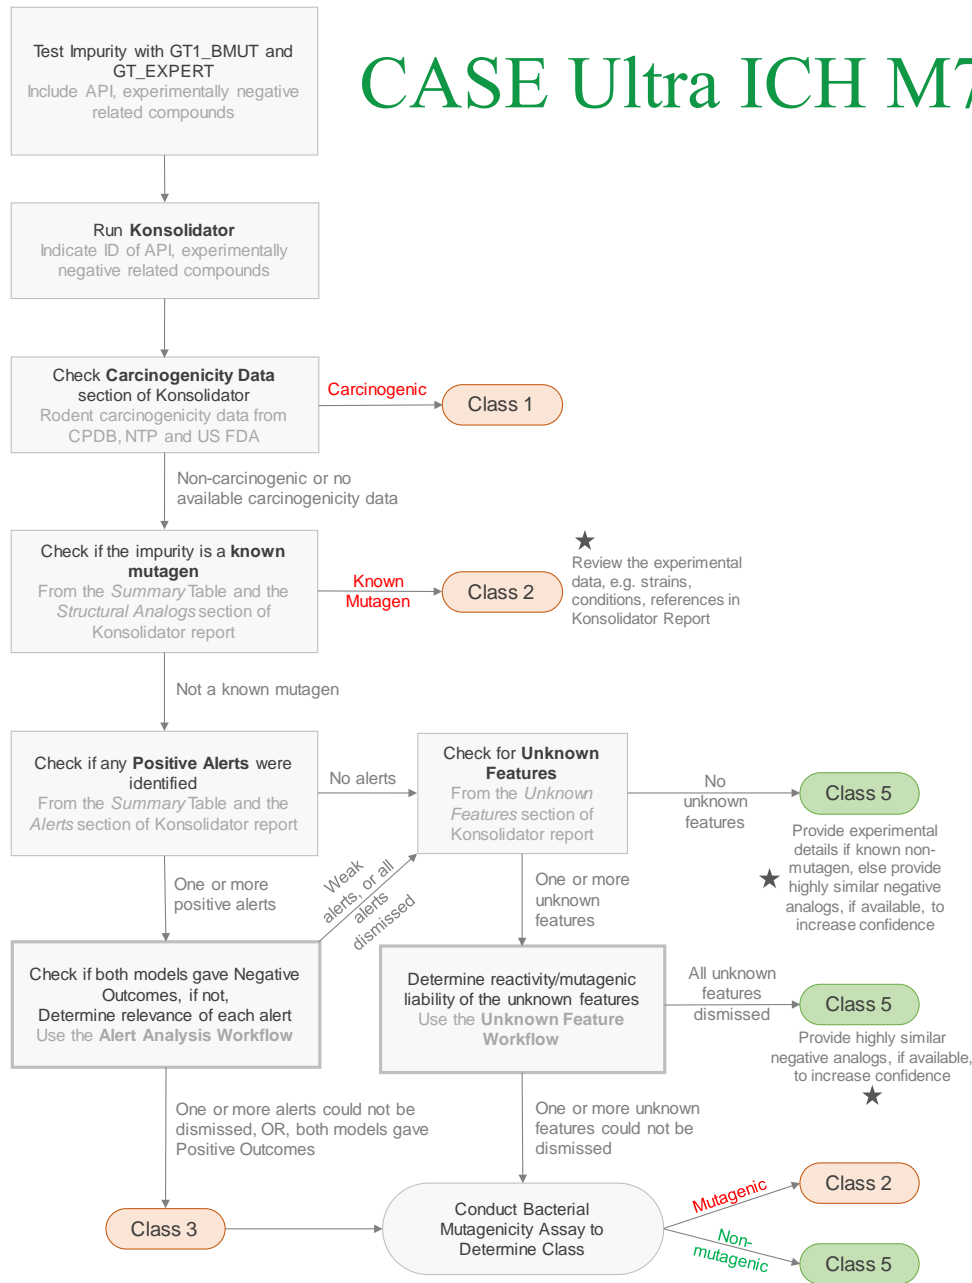 CASE Ultra ICH M7
Test Impurity with GT1_BMUT and
GT_EXPERT
Include API, experimentally negative
related compounds
Run Konsolidator
Indicate ID of API, experimentally
negative related compounds
Check Carcinogenicity Data
section of Konsolidator
Rodent carcinogenicity data from
CPDB, NTP and US FDA
Carcinogenic
Class 1
Non-carcinogenic or no
available carcinogenicity data
Check if the impurity is a known
mutagen
From the Summary Table and the
Structural Analogs section of
Konsolidator report
Known
Mutagen
Class 2
★
Review the experimental
data, e.g. strains,
conditions, references in
Konsolidator Report
Not a known mutagen
Check if any Positive Alerts were
identified
From the Summary Table and the
Alerts section of Konsolidator report
No alerts
Check for Unknown
Features
From the Unknown
Features section of
Konsolidator report
No
unknown
features
Class 5
Provide experimental
details if known non-
mutagen, else provide
★ highly similar negative
analogs, if available, to
increase confidence
One or more
positive alerts
Weak
alerts, or all
alerts
dismissed
One or more
unknown
features
Check if both models gave Negative
Outcomes, if not,
Determine relevance of each alert
Use the Alert Analysis Workflow
Determine reactivity/mutagenic
liability of the unknown features
Use the Unknown Feature
Workflow
All unknown
features
dismissed
Class 5
Provide highly similar
negative analogs, if available,
to increase confidence
★
One or more alerts could not be
dismissed, OR, both models gave
Positive Outcomes
One or more unknown
features could not be
dismissed
Class 3
Conduct Bacterial
Mutagenicity Assay to
Determine Class
Mutagenic
Class 2
Non-
mutagenic
Class 5